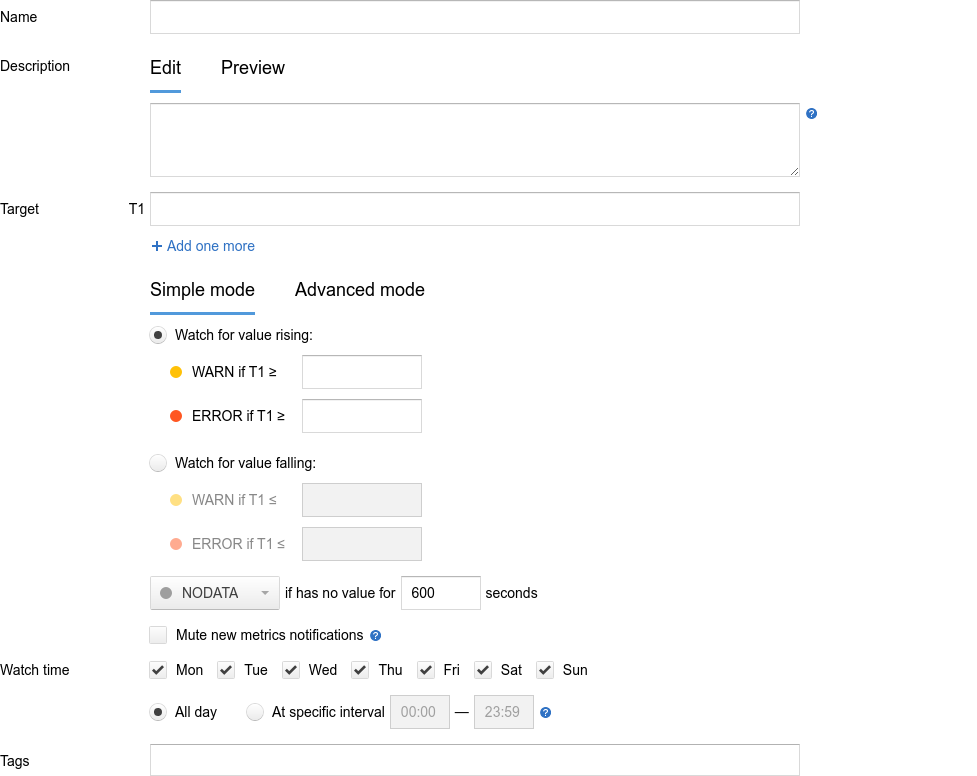 Name
Description Edit Preview
?
Target T1
+ Add one more
Simple mode Advanced mode
Watch for value rising:
WARN if T1 ≥
ERROR if T1 ≥
Watch for value falling:
WARN if T1 ≤
ERROR if T1 ≤
NODATA if has no value for 600 seconds
Mute new metrics notifications ?
Watch time Mon Tue Wed Thu Fri Sat Sun
All day At specific interval 00:00 — 23:59 ?
Tags